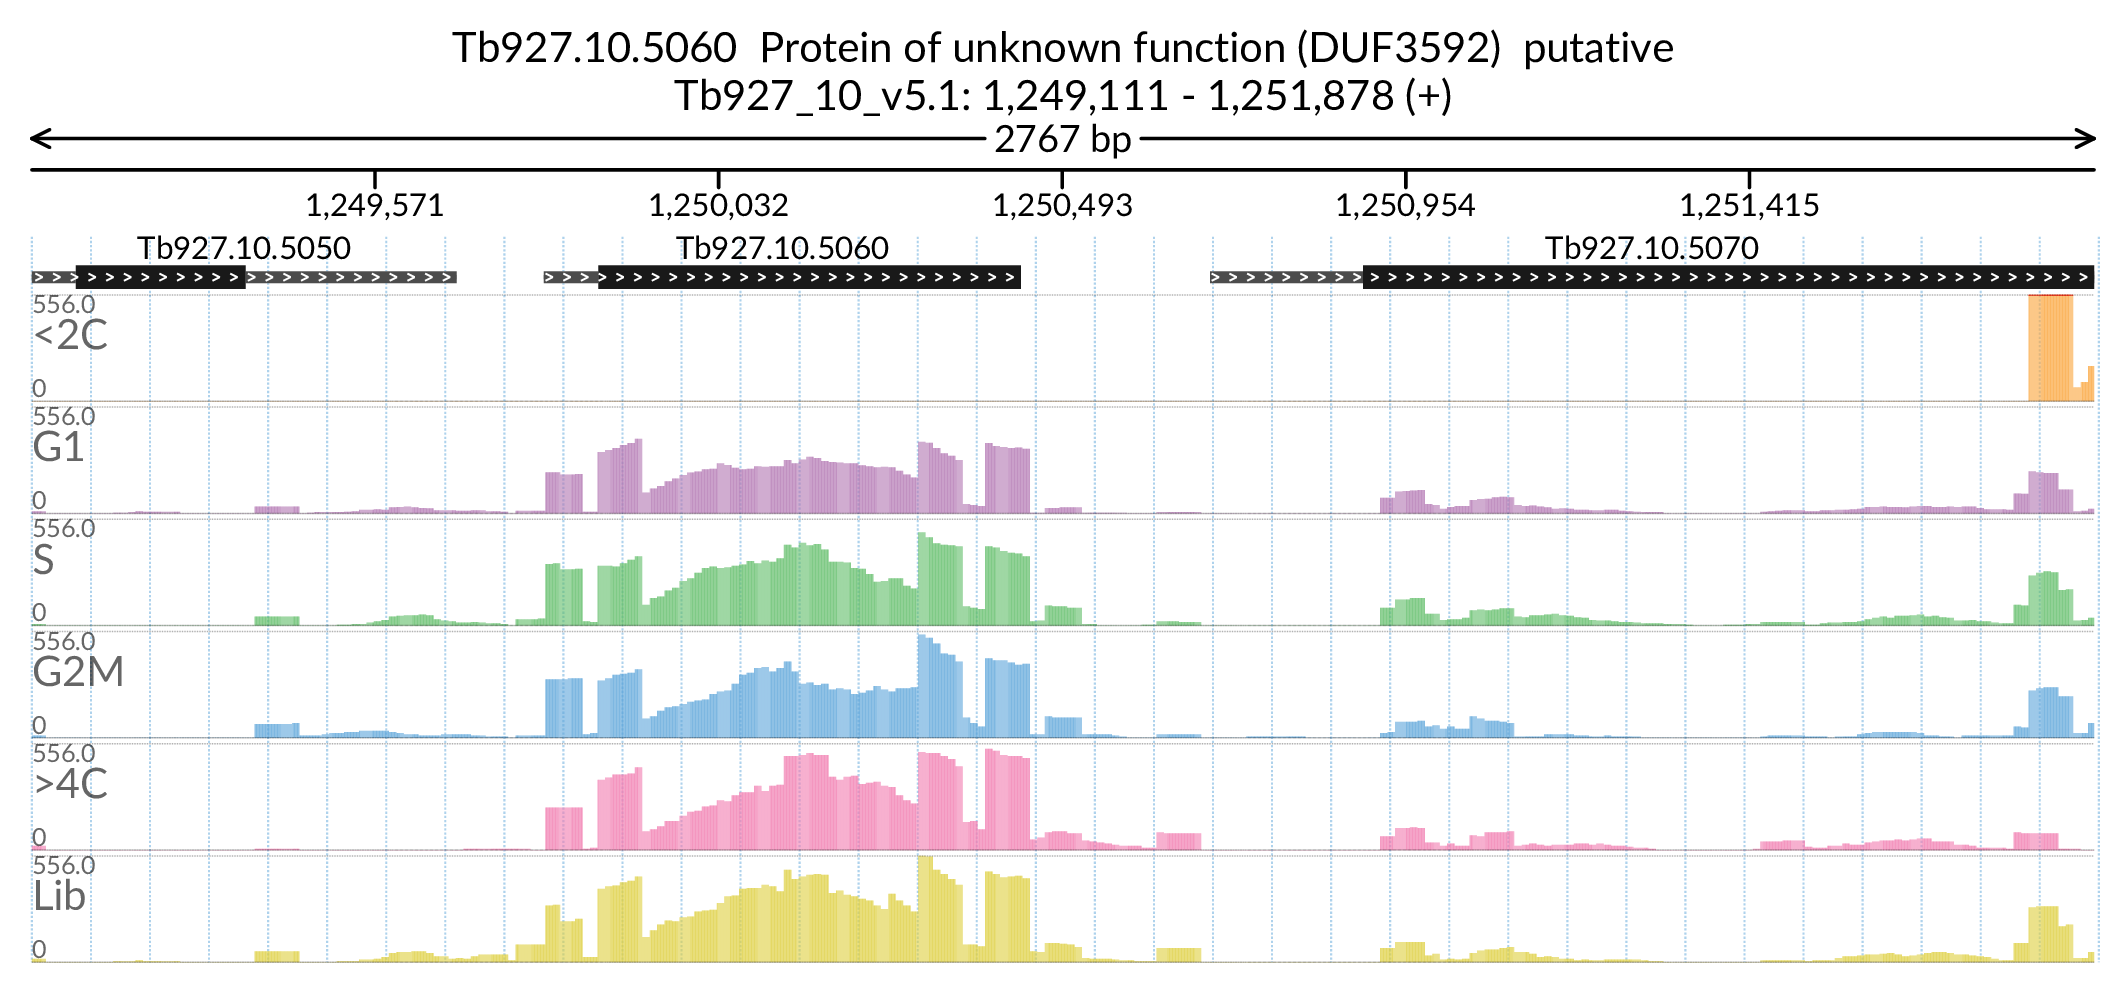 Tb927.10.5060  Protein of unknown function (DUF3592)  putative
Tb927_10_v5.1: 1,249,111 - 1,251,878 (+)
2767 bp
1,249,571 1,250,032 1,250,493 1,250,954 1,251,415
Tb927.10.5050 Tb927.10.5060 Tb927.10.5070
556.0
<2C
0
556.0
G1
0
556.0
S
0
556.0
G2M
0
556.0
>4C
0
556.0
Lib
0